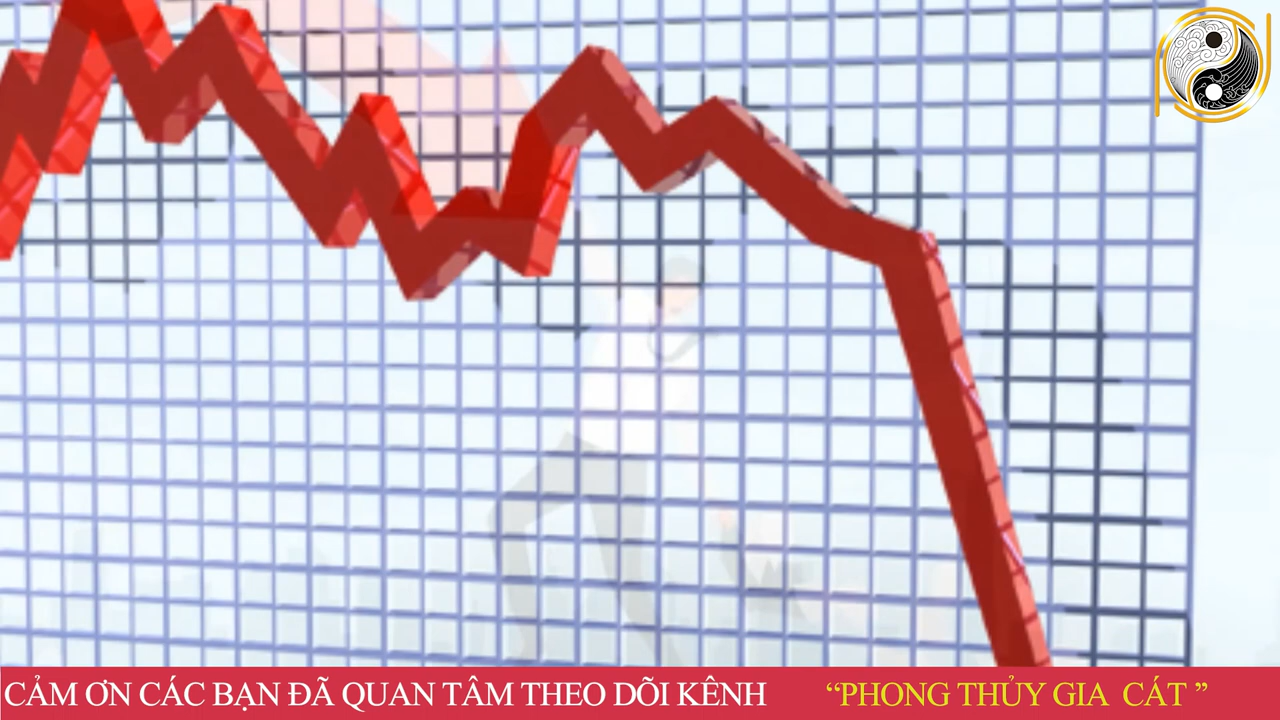 CẢM ƠN CÁC BẠN ĐÃ QUAN TÂM THEO DÕI KÊNH “PHONG THỦY GIA CÁT ”